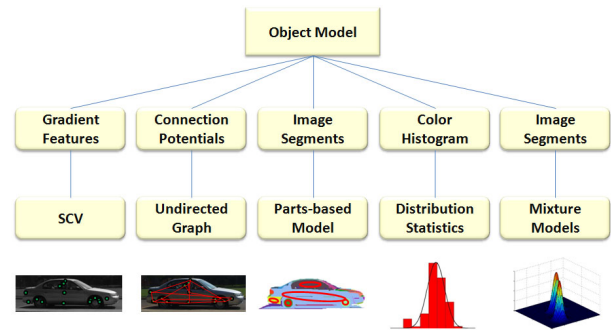 Object Model
Gradient
Features
Connection
Potentials
Image
Segments
Color
Histogram
Image
Segments
SCV
Undirected
Graph
Parts-based
Model
Distribution
Statistics
Mixture
Models